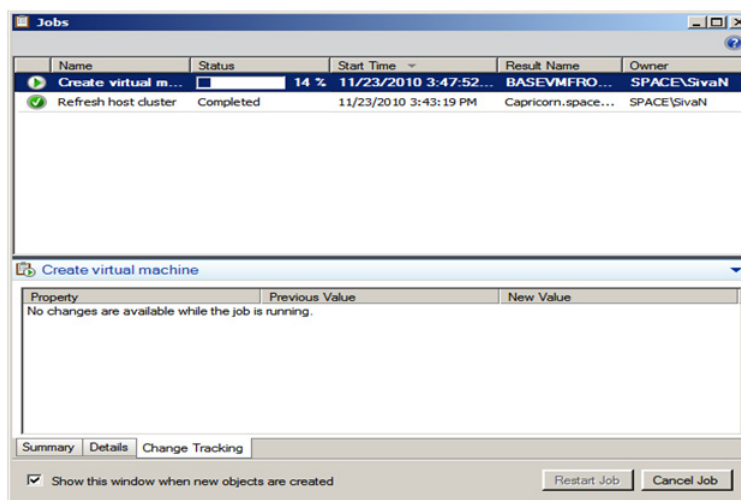 Jobs
Name Status Start Time Result Name Owner
Create virtual m... 14 % 11/23/2010 3:47:52... BASEVMFRO... SPACE\SivaN
Refresh host cluster Completed 11/23/2010 3:43:19 PM Capricorn.space... SPACE\SivaN
Create virtual machine
Property Previous Value New Value
No changes are available while the job is running.
Summary Details Change Tracking
Show this window when new objects are created Restart Job Cancel Job